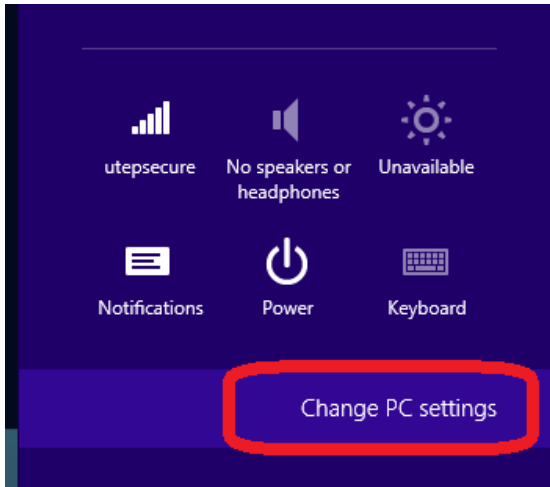 utepsecure
No speakers or
headphones
Unavailable
Notifications
Power
Keyboard
Change PC settings